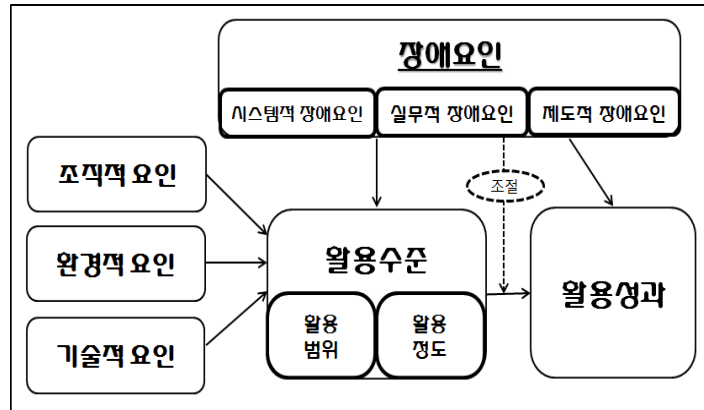 장애요인
시스템적 장애요인
실무적 장애요인
제도적 장애요인
조직적 요인
조절
환경적 요인
활용수준
활용성과
활용
범위
활용
정도
기술적 요인